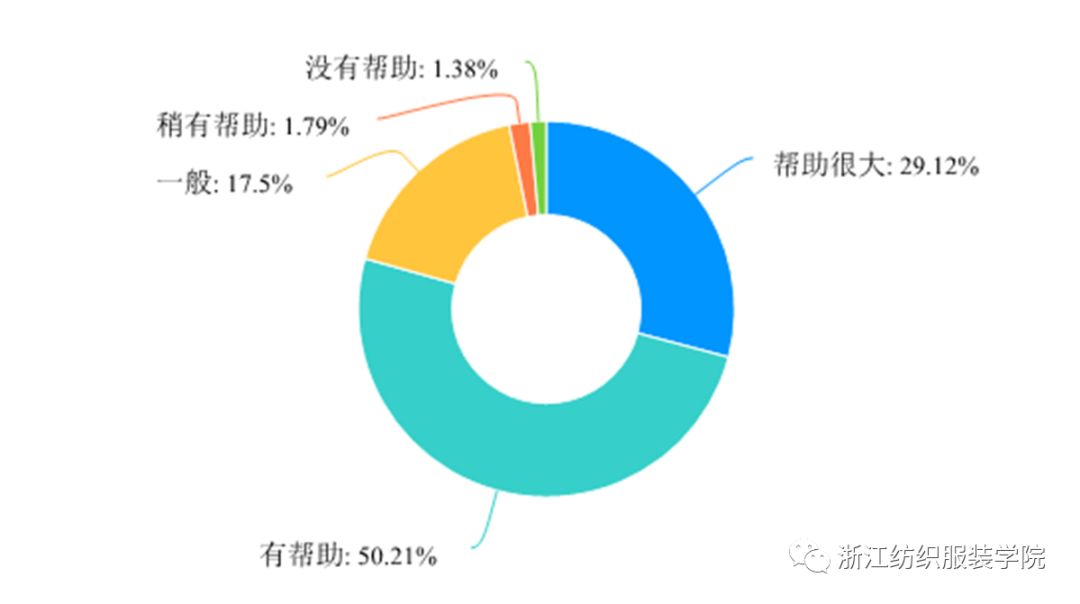 没有帮助: 1.38%
稍有帮助: 1.79%
帮助很大: 29.12%
一般: 17.5%
有帮助: 50.21%
浙江纺织服装学院